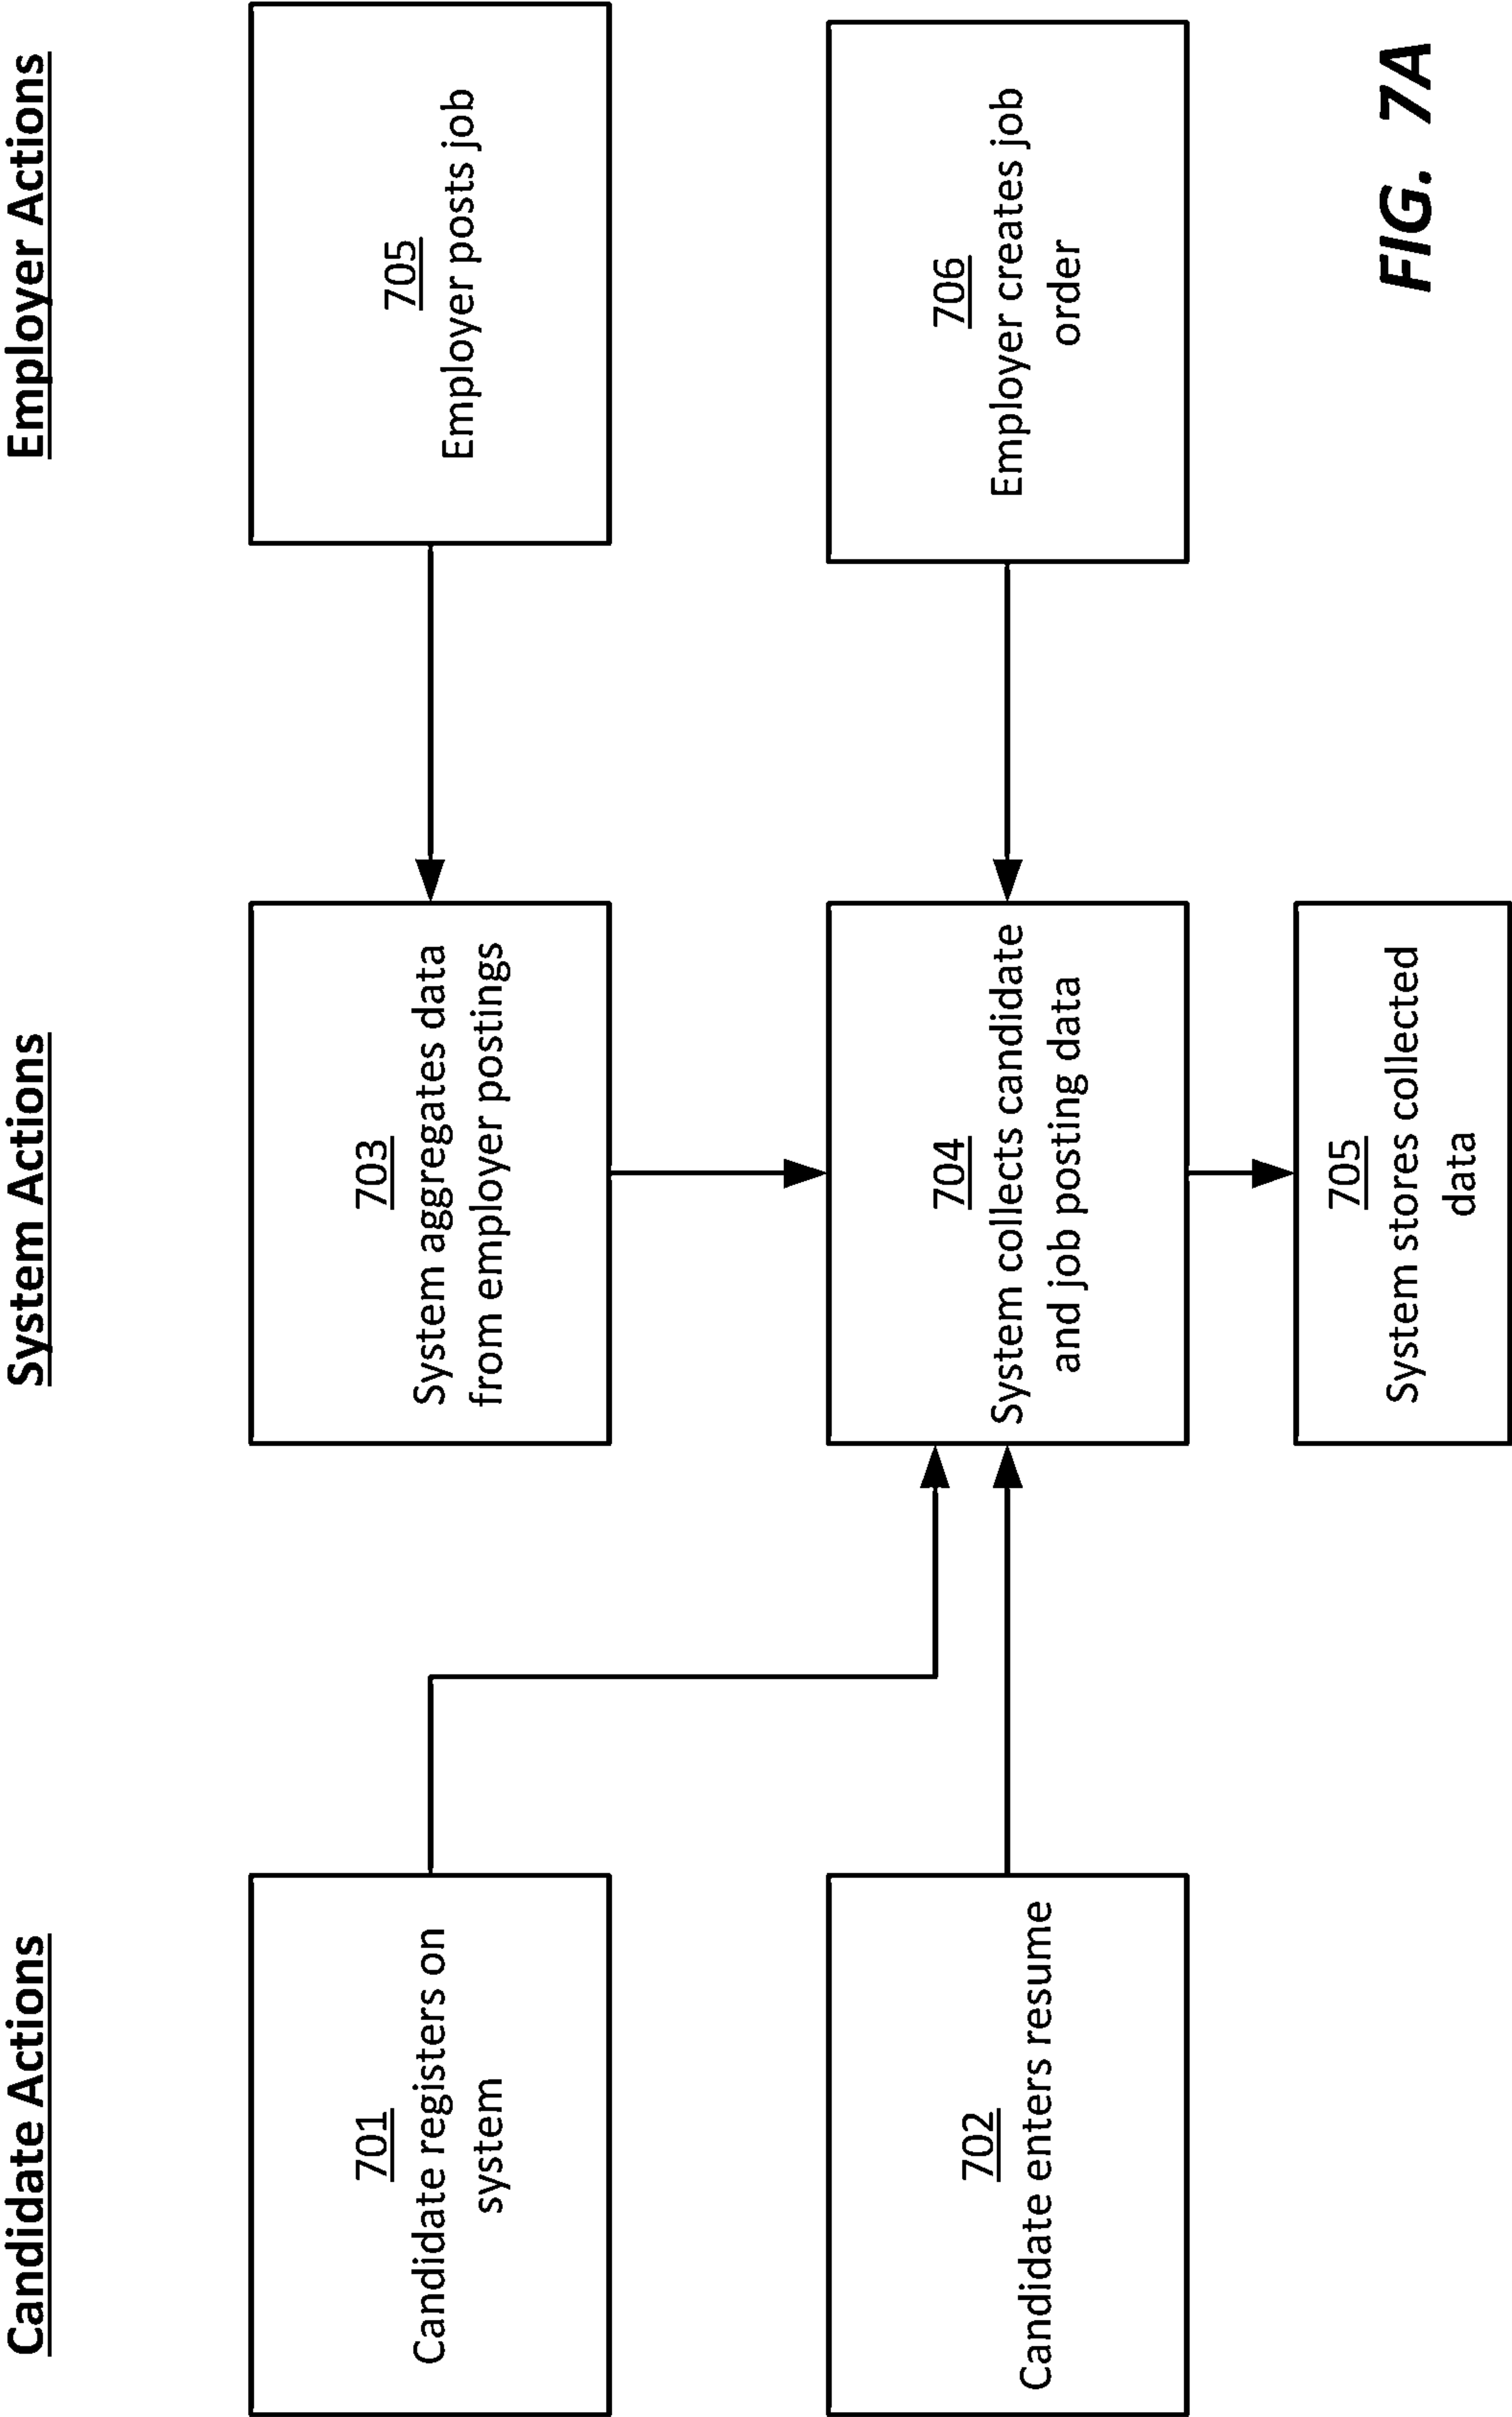 Candidate Actions
System Actions
Employer Actions
701
Candidate registers on
system
703
System aggregates data
from employer postings
705
Employer posts job
702
Candidate enters resume
704
System collects candidate
and job posting data
706
Employer creates job
order
705
System stores collected
data
FIG. 7A